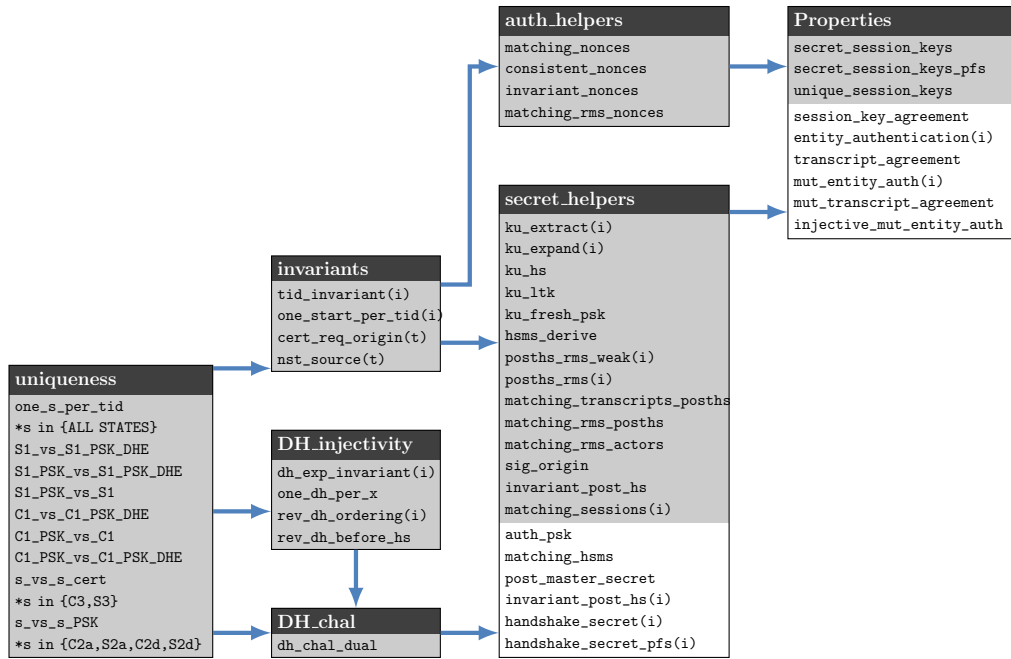 auth_helpers
matching_nonces
consistent_nonces
invariant_nonces
matching_rms_nonces
Properties
secret_session_keys
secret_session_keys_pfs
unique_session_keys
session_key_agreement
entity_authentication(i)
transcript_agreement
mut_entity_auth(i)
mut_transcript_agreement
injective_mut_entity_auth
secret_helpers
ku_extract(i)
ku_expand(i)
ku_hs
ku_ltk
ku_fresh_psk
hsms_derive
posths_rms_weak(i)
posths_rms(i)
matching_transcripts_posths
matching_rms_posths
matching_rms_actors
sig_origin
invariant_post_hs
matching_sessions(i)
auth_psk
matching_hsms
post_master_secret
invariant_post_hs(i)
handshake_secret(i)
handshake_secret_pfs(i)
invariants
tid_invariant(i)
one_start_per_tid(i)
cert_req_origin(t)
nst_source(t)
uniqueness
one_s_per_tid
*s in {ALL STATES}
S1_vs_S1_PSK_DHE
S1_PSK_vs_S1_PSK_DHE
S1_PSK_vs_S1
C1_vs_C1_PSK_DHE
C1_PSK_vs_C1
C1_PSK_vs_C1_PSK_DHE
s_vs_s_cert
*s in {C3,S3}
s_vs_s_PSK
*s in {C2a,S2a,C2d,S2d}
DH_injectivity
dh_exp_invariant(i)
one_dh_per_x
rev_dh_ordering(i)
rev_dh_before_hs
DH_chal
dh_chal_dual